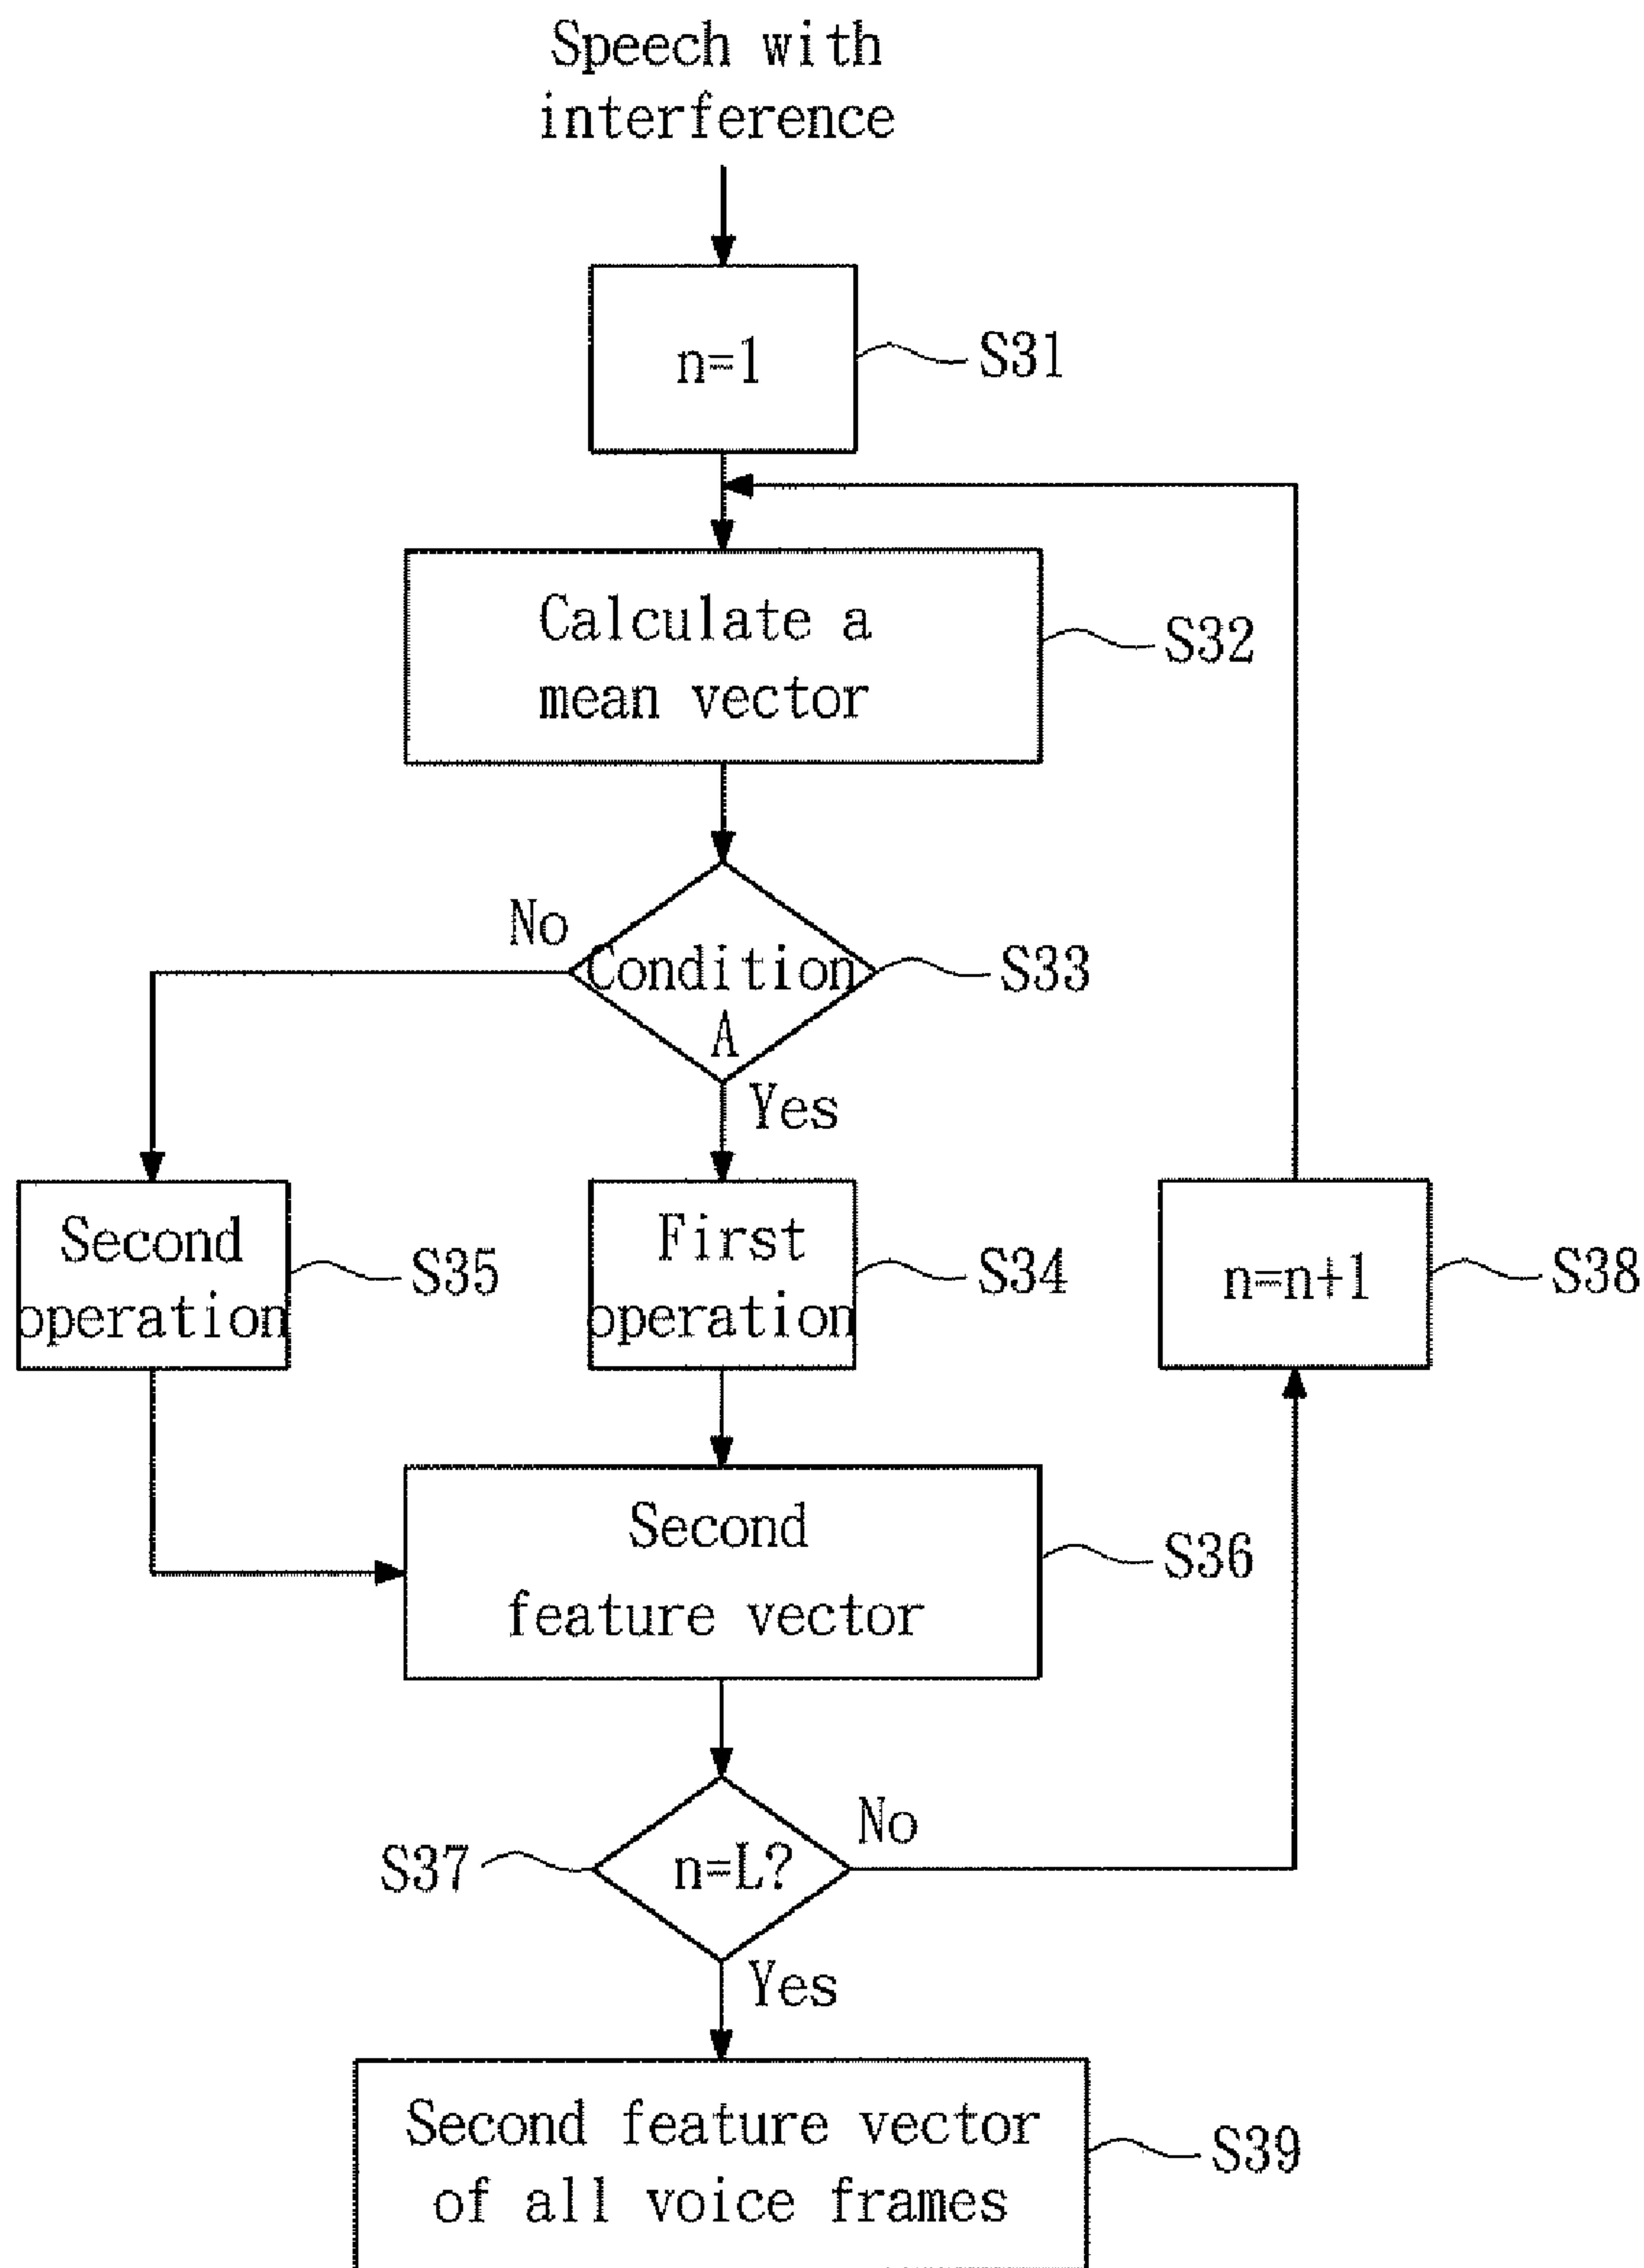 Speech with
interference
n=1
S31
Calculate a
mean vector
S32
No
Condition
A
S33
Yes
Second
operation
S35
First
operation
S34
n=n+1
S38
Second
feature vector
S36
S37
n=L?
No
Yes
Second feature vector
of all voice frames
S39